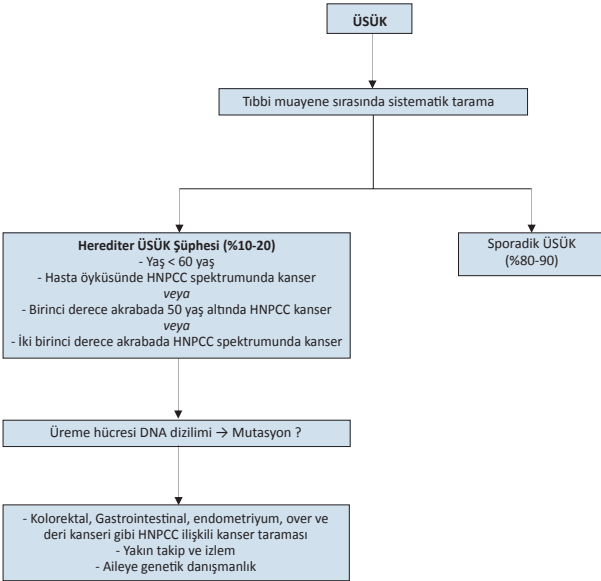 ÜSÜK
Tıbbi muayene sırasında sistematik tarama
Herediter ÜSÜK Şüphesi (%10-20)
- Yaş < 60 yaş
- Hasta öyküsünde HNPCC spektrumunda kanser
veya
- Birinci derece akrabada 50 yaş altında HNPCC kanser
veya
- İki birinci derece akrabada HNPCC spektrumunda kanser
Sporadik ÜSÜK
(%80-90)
Üreme hücresi DNA dizilimi → Mutasyon ?
- Kolorektal, Gastrointestinal, endometriyum, over ve
deri kanseri gibi HNPCC ilişkili kanser taraması
- Yakın takip ve izlem
- Aileye genetik danışmanlık